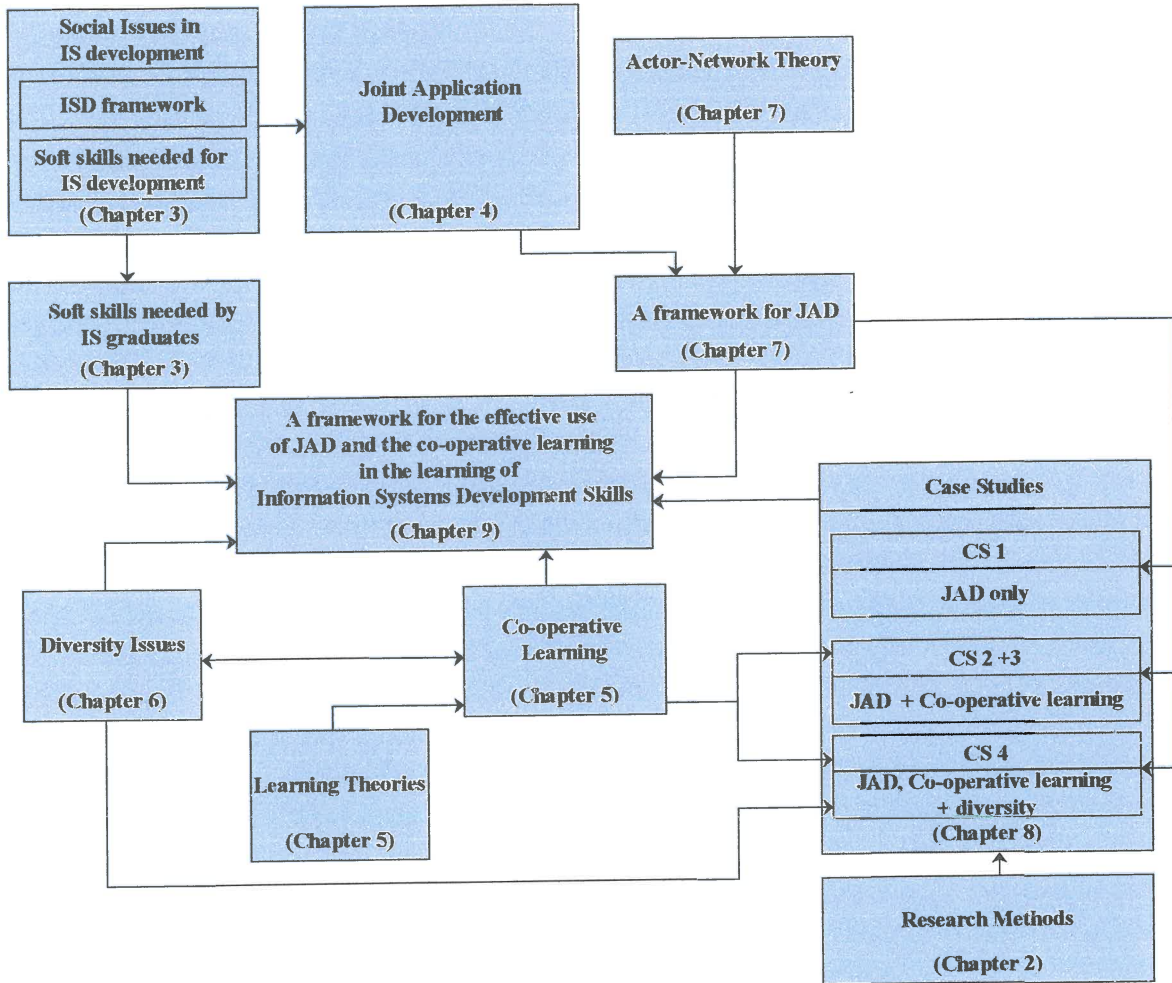 Social Issues in
IS development
ISD framework
Soft skills needed for
IS development
(Chapter 3)
Joint Application
Development
(Chapter 4)
Actor-Network Theory
(Chapter 7)
Soft skills needed by
IS graduates
(Chapter 3)
A framework for JAD
(Chapter 7)
A framework for the effective use
of JAD and the co-operative learning
in the learning of
Information Systems Development Skills
(Chapter 9)
Case Studies
CS 1
JAD only
CS 2 +3
JAD + Co-operative learning
CS 4
JAD, Co-operative learning
+ diversity
(Chapter 8)
Diversity Issues
(Chapter 6)
Co-operative
Learning
(Chapter 5)
Learning Theories
(Chapter 5)
Research Methods
(Chapter 2)